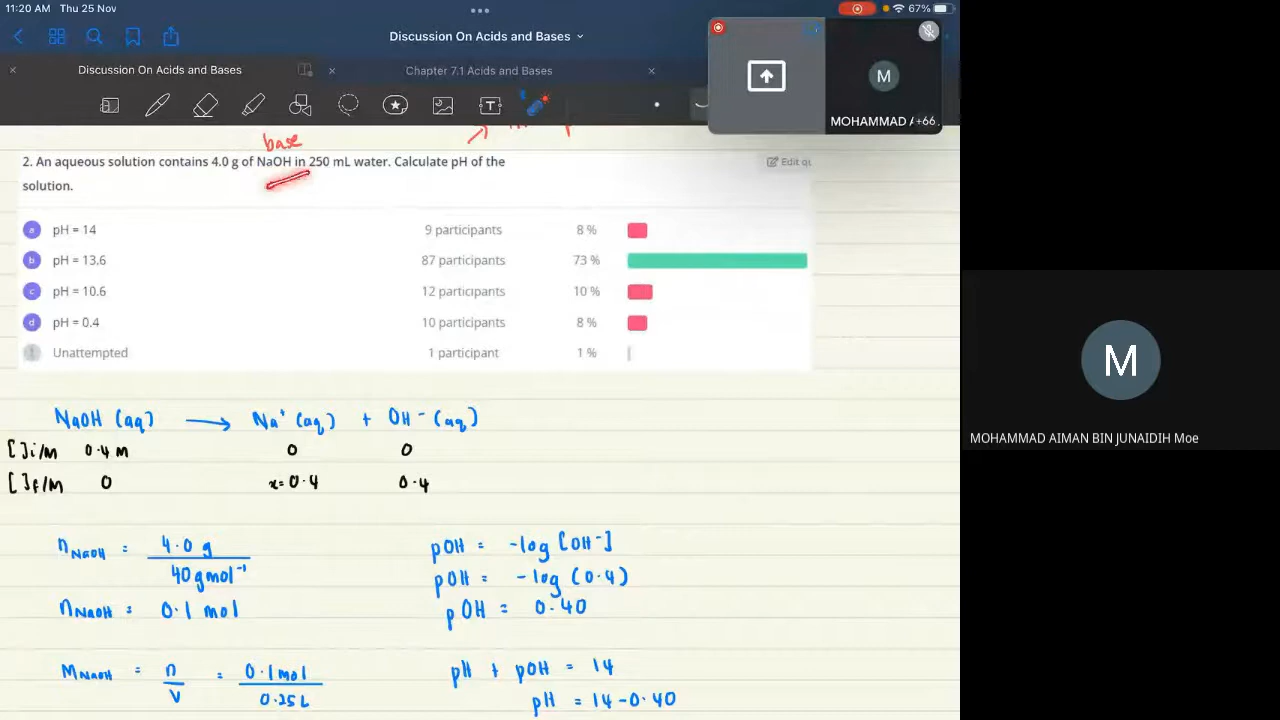 11:20 AM Thu 25 Nov
67%
Discussion On Acids and Bases
Discussion On Acids and Bases
Chapter 7.1 Acids and Bases
T
M
MOHAMMAD A +66
base
2. An aqueous solution contains 4.0 g of NaOH in 250 mL water. Calculate pH of the
solution.
Edit qu
a pH = 14 9 participants 8 %
b pH = 13.6 87 participants 73 %
c pH = 10.6 12 participants 10 %
d pH = 0.4 10 participants 8 %
Unattempted 1 participant 1 %
M
MOHAMMAD AIMAN BIN JUNAIDIH Moe
NaOH (aq) → Na⁺ (aq) + OH⁻ (aq)
[ ]i/M 0.4 M 0 0
[ ]f/M 0 x=0.4 0.4
nNaOH = 4.0 g
40 gmol⁻¹
nNaOH = 0.1 mol
MNaOH = n/V = 0.1 mol
0.25L
pOH = -log [OH⁻]
pOH = -log (0.4)
pOH = 0.40
pH + pOH = 14
pH = 14 - 0.40